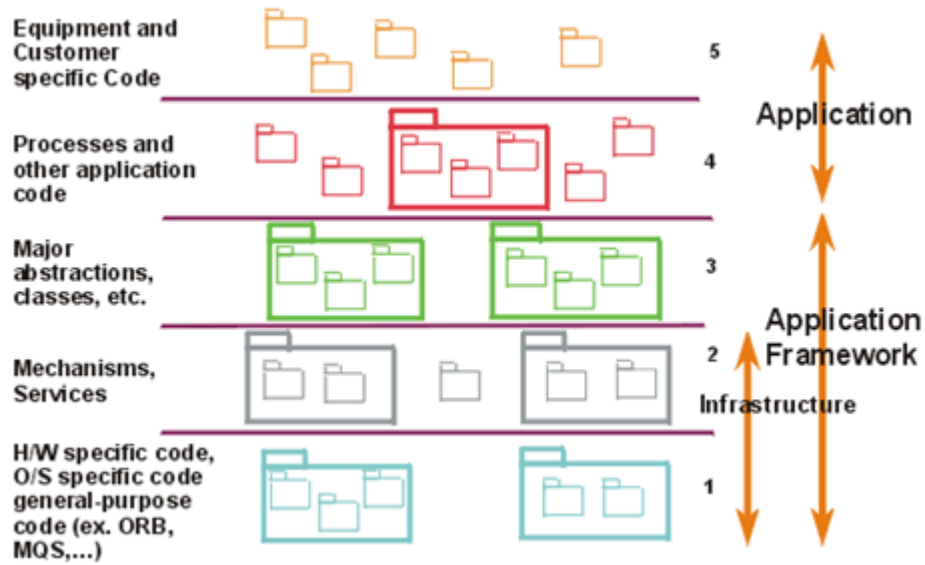 Equipment and
Customer
specific Code
5
Application
Processes and
other application
code
4
Major
abstractions,
classes, etc.
3
Application
Framework
Mechanisms,
Services
2
Infrastructure
H/W specific code,
O/S specific code
general-purpose
code (ex. ORB,
MQS,...)
1